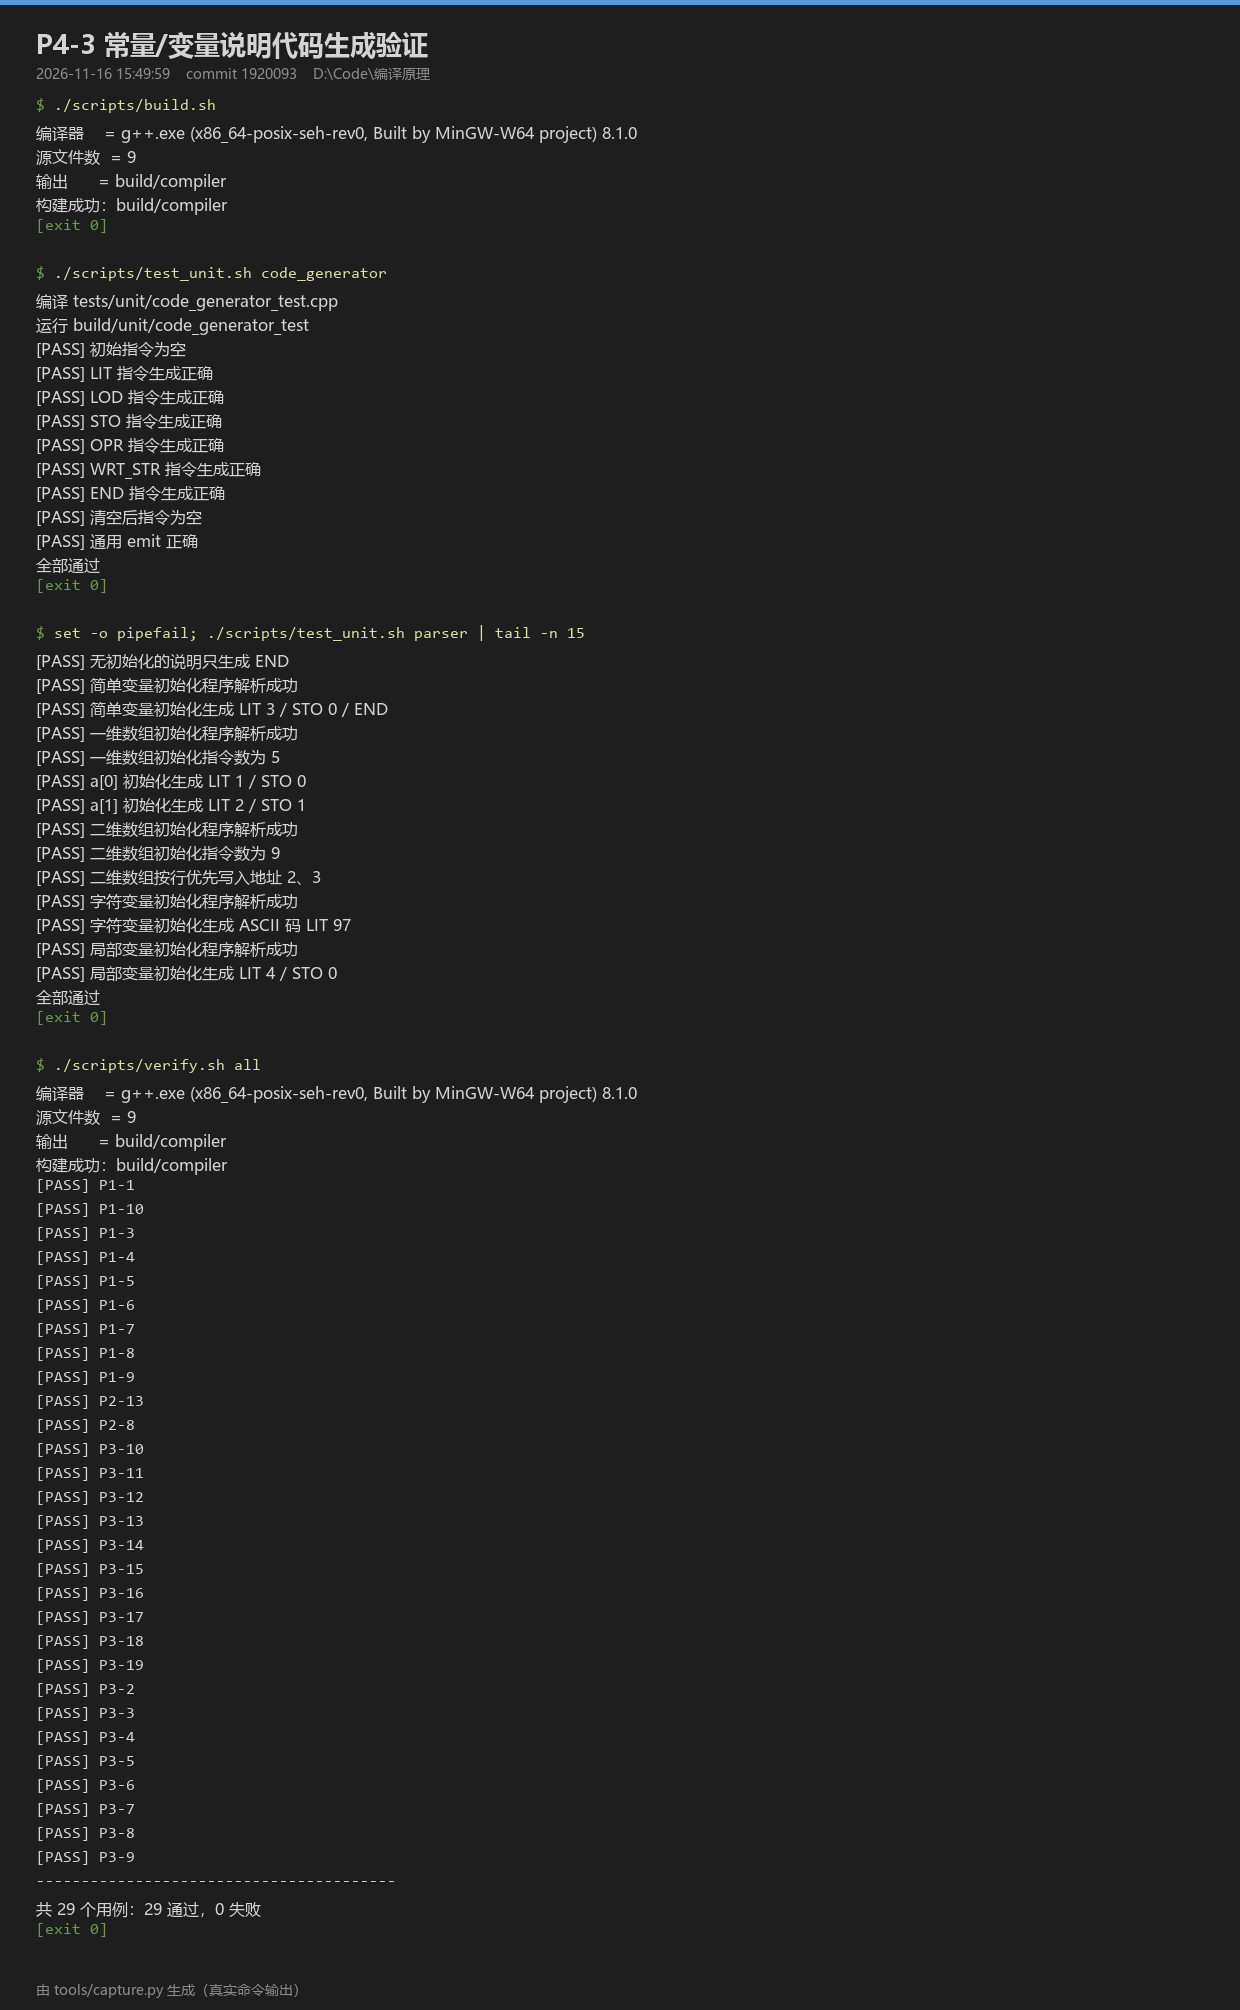 P4-3 常量/变量说明代码生成验证
2026-11-16 15:49:59 commit 1920093 D:\Code\编译原理
$ ./scripts/build.sh
编译器 = g++.exe (x86_64-posix-seh-rev0, Built by MinGW-W64 project) 8.1.0
源文件数 = 9
输出 = build/compiler
构建成功：build/compiler
[exit 0]
$ ./scripts/test_unit.sh code_generator
编译 tests/unit/code_generator_test.cpp
运行 build/unit/code_generator_test
[PASS] 初始指令为空
[PASS] LIT 指令生成正确
[PASS] LOD 指令生成正确
[PASS] STO 指令生成正确
[PASS] OPR 指令生成正确
[PASS] WRT_STR 指令生成正确
[PASS] END 指令生成正确
[PASS] 清空后指令为空
[PASS] 通用 emit 正确
全部通过
[exit 0]
$ set -o pipefail; ./scripts/test_unit.sh parser | tail -n 15
[PASS] 无初始化的说明只生成 END
[PASS] 简单变量初始化程序解析成功
[PASS] 简单变量初始化生成 LIT 3 / STO 0 / END
[PASS] 一维数组初始化程序解析成功
[PASS] 一维数组初始化指令数为 5
[PASS] a[0] 初始化生成 LIT 1 / STO 0
[PASS] a[1] 初始化生成 LIT 2 / STO 1
[PASS] 二维数组初始化程序解析成功
[PASS] 二维数组初始化指令数为 9
[PASS] 二维数组按行优先写入地址 2、3
[PASS] 字符变量初始化程序解析成功
[PASS] 字符变量初始化生成 ASCII 码 LIT 97
[PASS] 局部变量初始化程序解析成功
[PASS] 局部变量初始化生成 LIT 4 / STO 0
全部通过
[exit 0]
$ ./scripts/verify.sh all
编译器 = g++.exe (x86_64-posix-seh-rev0, Built by MinGW-W64 project) 8.1.0
源文件数 = 9
输出 = build/compiler
构建成功：build/compiler
[PASS] P1-1
[PASS] P1-10
[PASS] P1-3
[PASS] P1-4
[PASS] P1-5
[PASS] P1-6
[PASS] P1-7
[PASS] P1-8
[PASS] P1-9
[PASS] P2-13
[PASS] P2-8
[PASS] P3-10
[PASS] P3-11
[PASS] P3-12
[PASS] P3-13
[PASS] P3-14
[PASS] P3-15
[PASS] P3-16
[PASS] P3-17
[PASS] P3-18
[PASS] P3-19
[PASS] P3-2
[PASS] P3-3
[PASS] P3-4
[PASS] P3-5
[PASS] P3-6
[PASS] P3-7
[PASS] P3-8
[PASS] P3-9
----------------------------------------
共 29 个用例：29 通过，0 失败
[exit 0]
由 tools/capture.py 生成（真实命令输出）